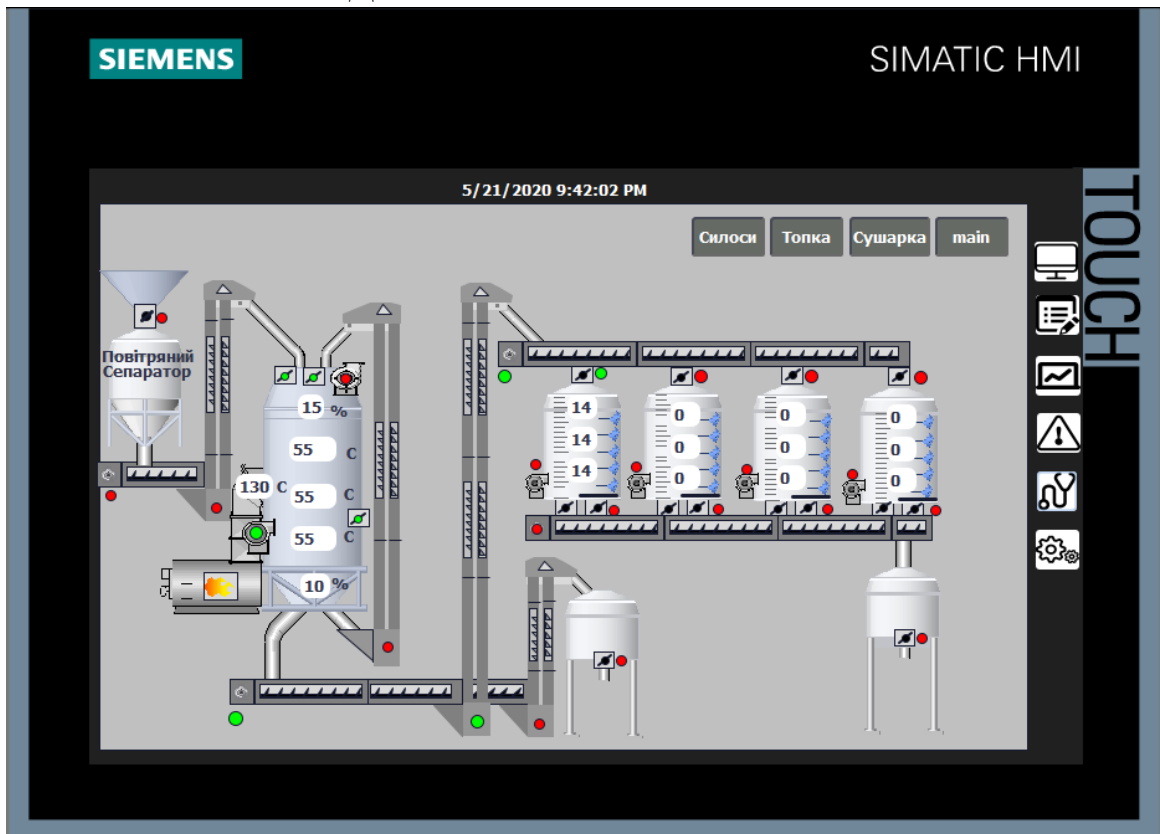 SIEMENS
SIMATIC HMI
TOUCH
5/21/2020 9:42:02 PM
Силоси Топка Сушарка main
Повітряний
Сепаратор
15 %
55 C
130 C
55 C
55 C
10 %
14 0 0 0
14 0 0 0
14 0 0 0